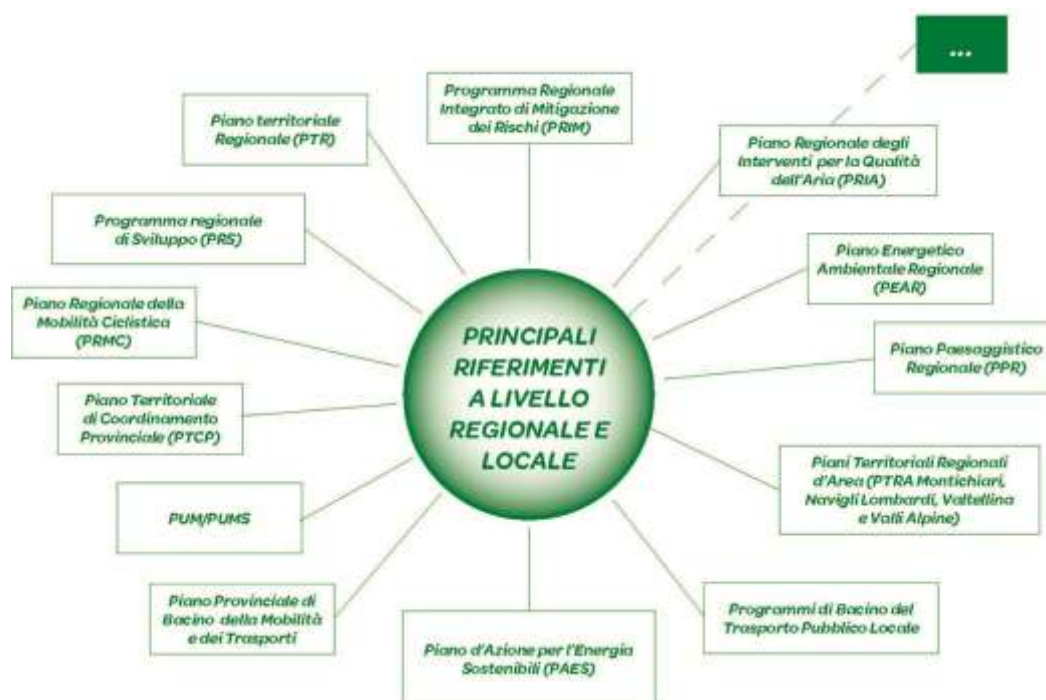 ...
Programma Regionale
Integrato di Mitigazione
dei Rischi (PRIM)
Piano territoriale
Regionale (PTR)
Piano Regionale degli
Interventi per la Qualità
dell'Aria (PRIA)
Programma regionale
di Sviluppo (PRS)
Piano Energetico
Ambientale Regionale
(PEAR)
Piano Regionale della
Mobilità Ciclistica
(PRMC)
PRINCIPALI
RIFERIMENTI
A LIVELLO
REGIONALE E
LOCALE
Piano Paesaggistico
Regionale (PPR)
Piano Territoriale
di Coordinamento
Provinciale (PTCP)
Piani Territoriali Regionali
d'Area (PTRA Montichiari,
Navigli Lombardi, Valtellina
e Valli Alpine)
PUM/PUMS
Piano Provinciale di
Bacino della Mobilità
e dei Trasporti
Programmi di Bacino del
Trasporto Pubblico Locale
Piano d'Azione per l'Energia
Sostenibili (PAES)